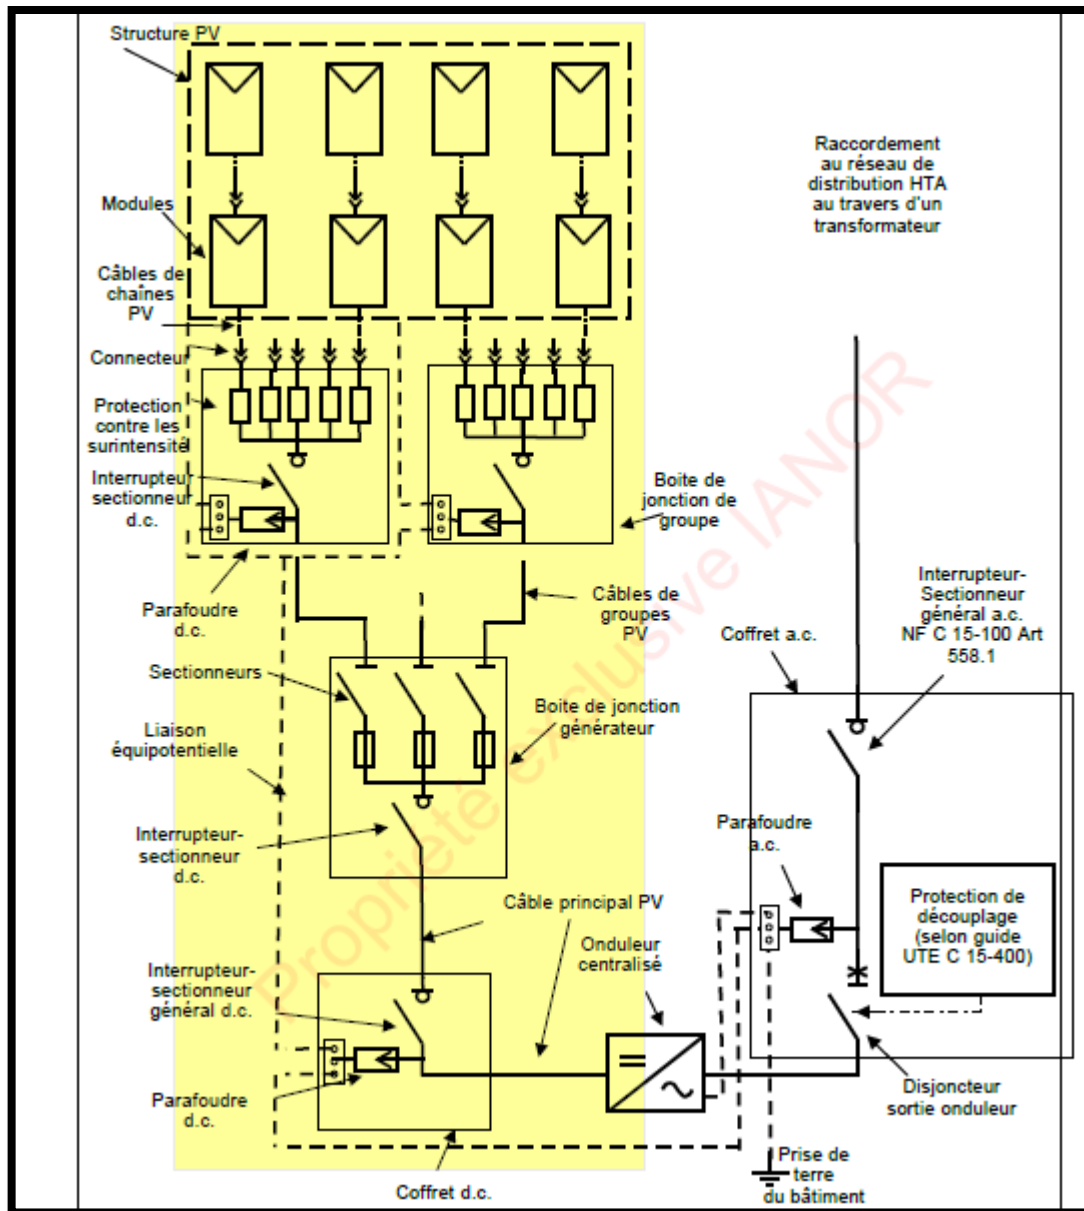 Structure PV
Raccordement
au réseau de
distribution HTA
au travers d'un
transformateur
Modules
Câbles de
chaînes
PV
Connecteur
Protection
contre les
surintensité
Interrupteur
sectionneur
d.c.
Boite de
jonction de
groupe
Parafoudre
d.c.
Câbles de
groupes
PV
Interrupteur-
Sectionneur
général a.c.
NF C 15-100 Art
558.1
Coffret a.c.
Sectionneurs
Boite de jonction
générateur
Liaison
équipotentielle
Interrupteur-
sectionneur
d.c.
Parafoudre
a.c.
Protection de
découplage
(selon guide
UTE C 15-400)
Câble principal PV
Onduleur
centralisé
Interrupteur-
sectionneur
général d.c.
Parafoudre
d.c.
Disjoncteur
sortie onduleur
Coffret d.c.
Prise de
terre
du bâtiment
Propriété exclusive IANOR